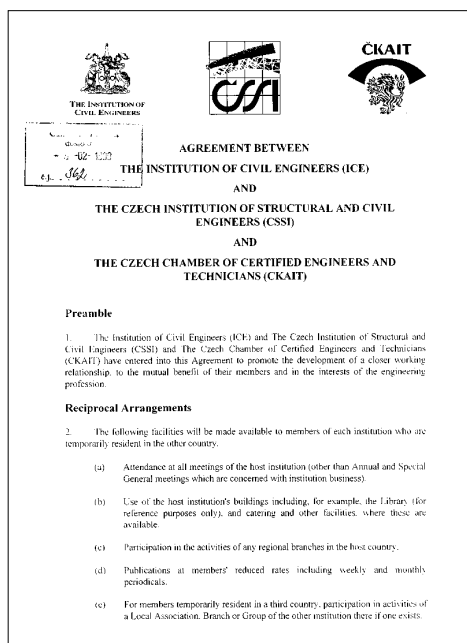 THE INSTITUTION OF
CIVIL ENGINEERS
ČSSI
ČKAIT
AGREEMENT BETWEEN
THE INSTITUTION OF CIVIL ENGINEERS (ICE)
AND
THE CZECH INSTITUTION OF STRUCTURAL AND CIVIL
ENGINEERS (CSSI)
AND
THE CZECH CHAMBER OF CERTIFIED ENGINEERS AND
TECHNICIANS (CKAIT)
Preamble
1. The Institution of Civil Engineers (ICE) and The Czech Institution of Structural and
Civil Engineers (CSSI) and The Czech Chamber of Certified Engineers and Technicians
(CKAIT) have entered into this Agreement to promote the development of a closer working
relationship, to the mutual benefit of their members and in the interests of the engineering
profession.
Reciprocal Arrangements
2. The following facilities will be made available to members of each institution who are
temporarily resident in the other country.
(a) Attendance at all meetings of the host institution (other than Annual and Special
General meetings which are concerned with institution business).
(b) Use of the host institution's buildings including, for example, the Library (for
reference purposes only), and catering and other facilities, where these are
available.
(c) Participation in the activities of any regional branches in the host country.
(d) Publications at members' reduced rates including weekly and monthly
periodicals.
(e) For members temporarily resident in a third country, participation in activities of
a Local Association, Branch or Group of the other institution there if one exists.